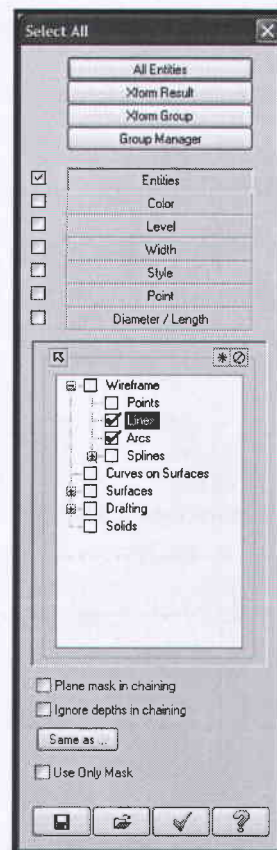 Select All
All Entities
Xform Result
Xform Group
Group Manager
Entities
Color
Level
Width
Style
Point
Diameter / Length
Wireframe
Points
Lines
Arcs
Splines
Curves on Surfaces
Surfaces
Drafting
Solids
Plane mask in chaining
Ignore depths in chaining
Same as ...
Use Only Mask